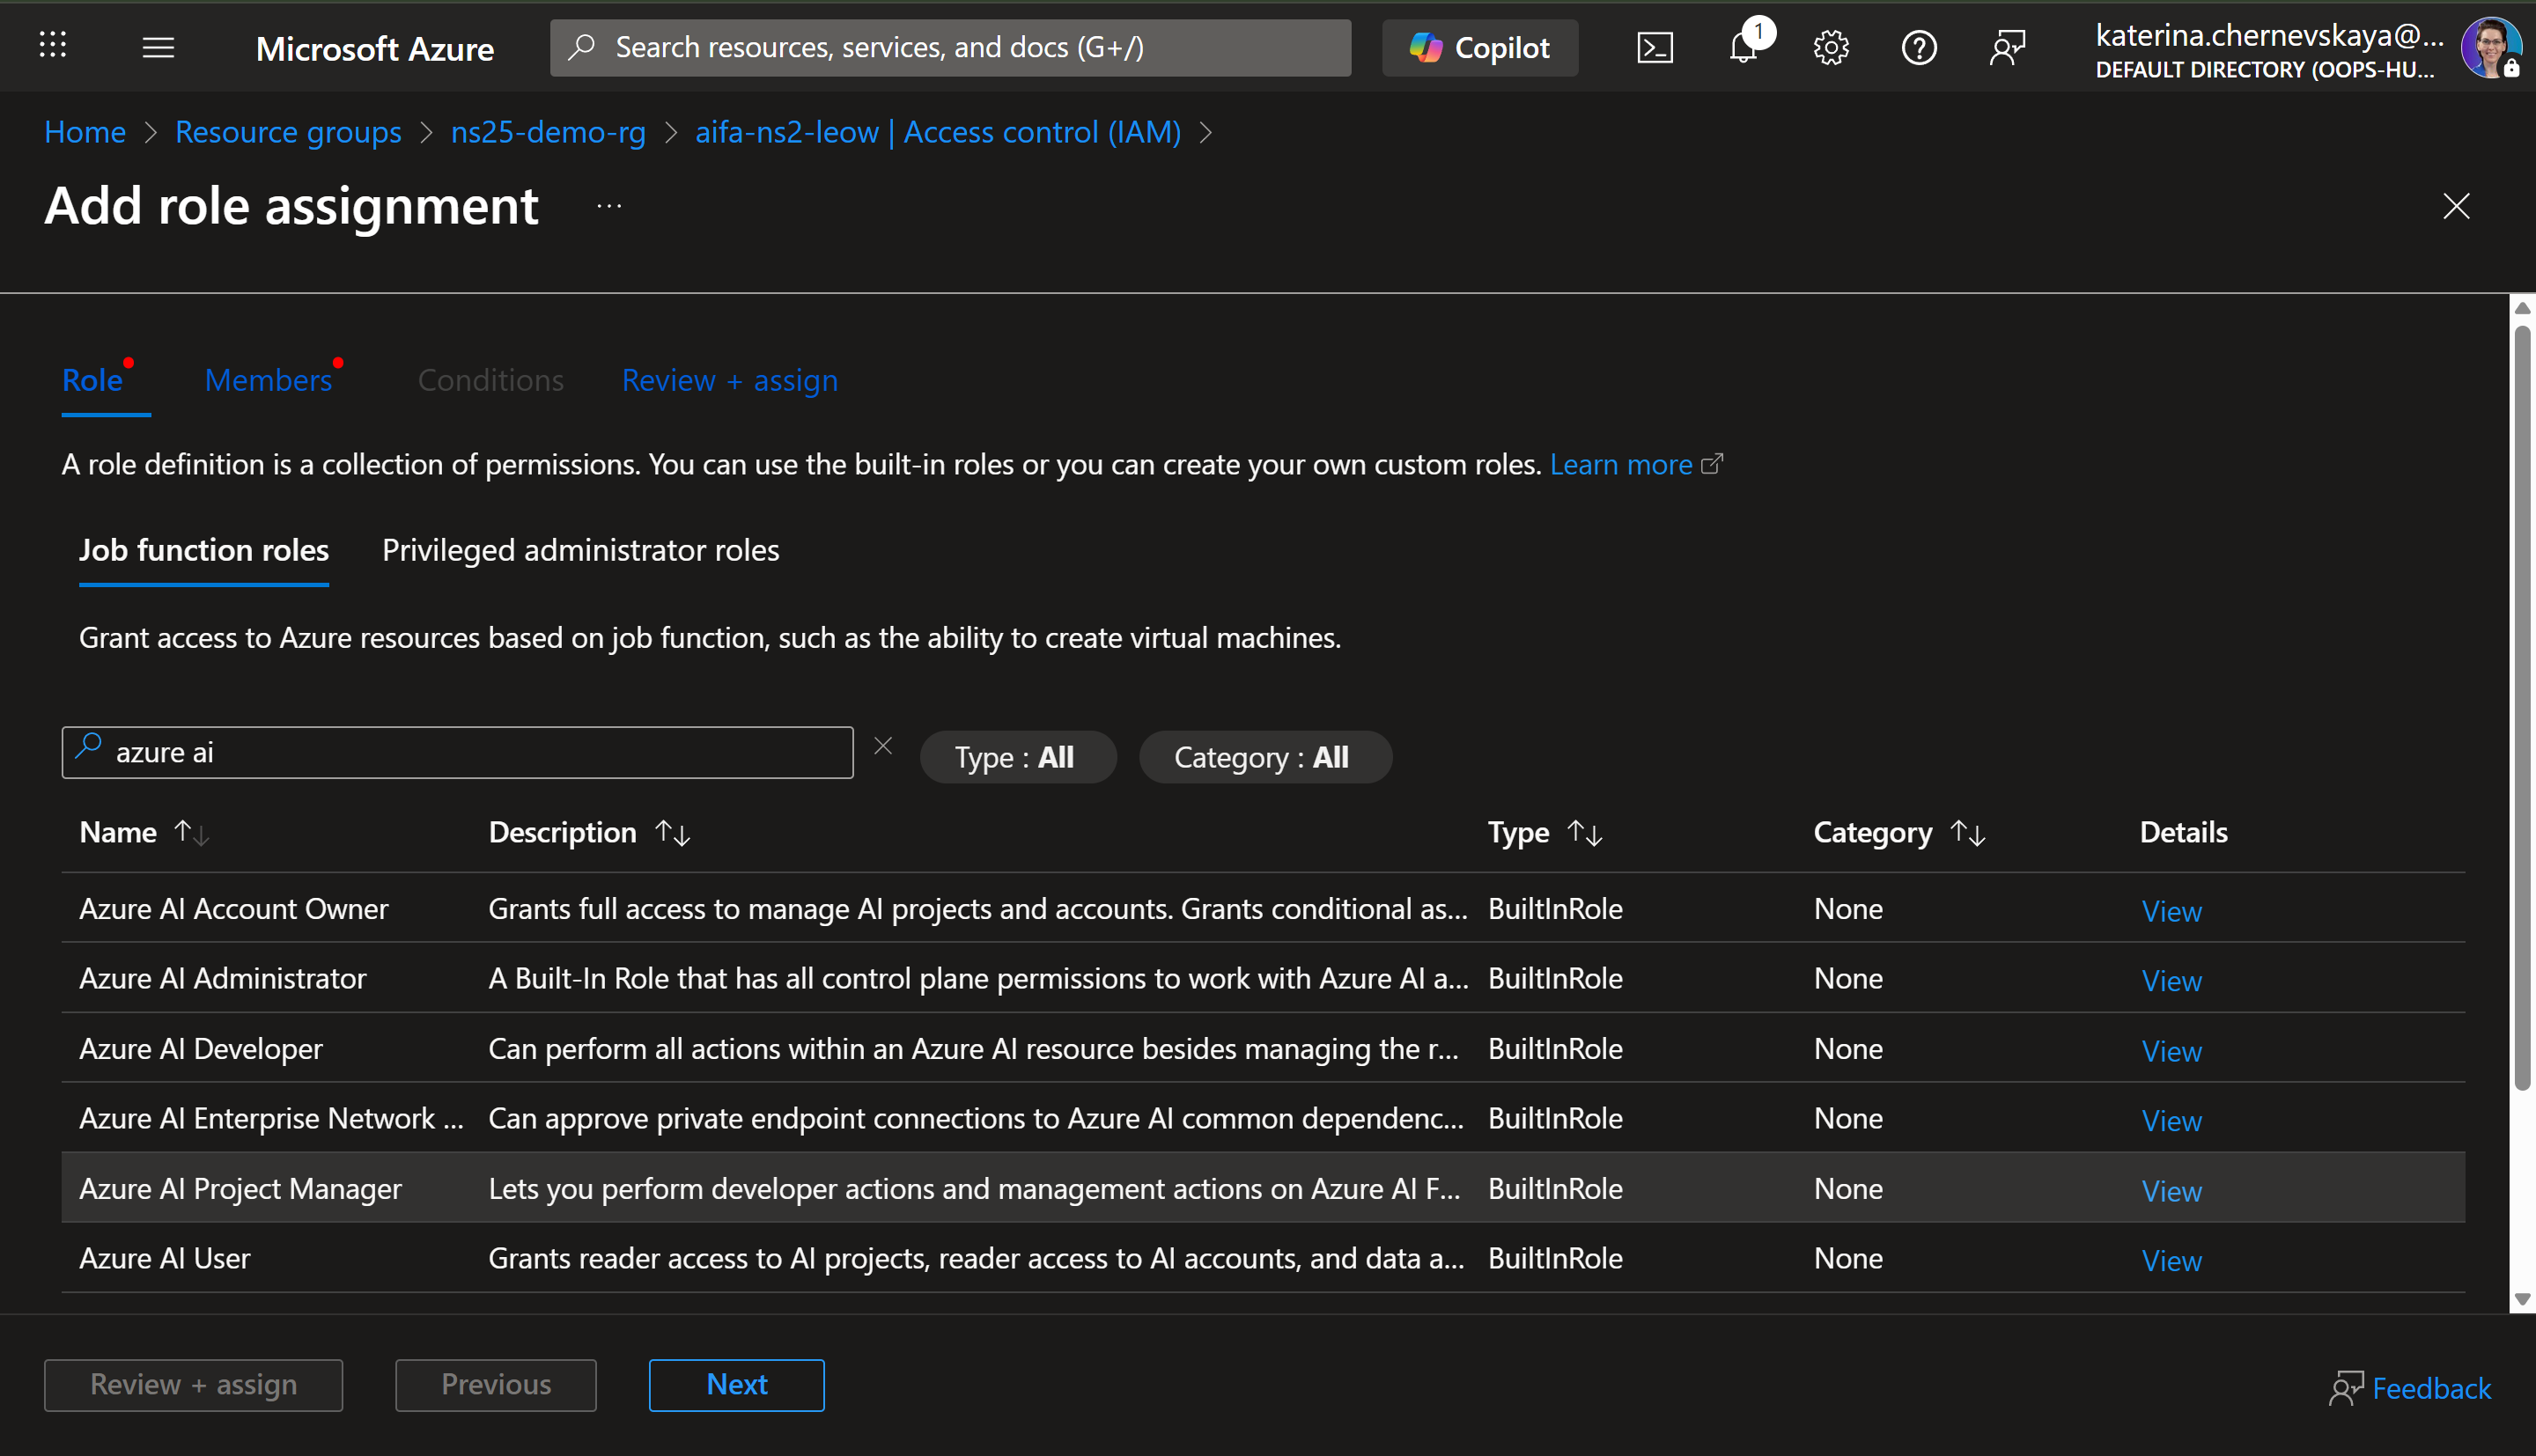 Microsoft Azure
Search resources, services, and docs (G+/)
Copilot
1
katerina.chernevskaya@...
DEFAULT DIRECTORY (OOPS-HU...
Home > Resource groups > ns25-demo-rg > aifa-ns2-leow | Access control (IAM) >
Add role assignment ...
Role Members Conditions Review + assign
A role definition is a collection of permissions. You can use the built-in roles or you can create your own custom roles. Learn more
Job function roles Privileged administrator roles
Grant access to Azure resources based on job function, such as the ability to create virtual machines.
azure ai Type : All Category : All
Name Description Type Category Details
Azure AI Account Owner Grants full access to manage AI projects and accounts. Grants conditional as... BuiltInRole None View
Azure AI Administrator A Built-In Role that has all control plane permissions to work with Azure AI a... BuiltInRole None View
Azure AI Developer Can perform all actions within an Azure AI resource besides managing the r... BuiltInRole None View
Azure AI Enterprise Network ... Can approve private endpoint connections to Azure AI common dependenc... BuiltInRole None View
Azure AI Project Manager Lets you perform developer actions and management actions on Azure AI F... BuiltInRole None View
Azure AI User Grants reader access to AI projects, reader access to AI accounts, and data a... BuiltInRole None View
Review + assign Previous Next Feedback